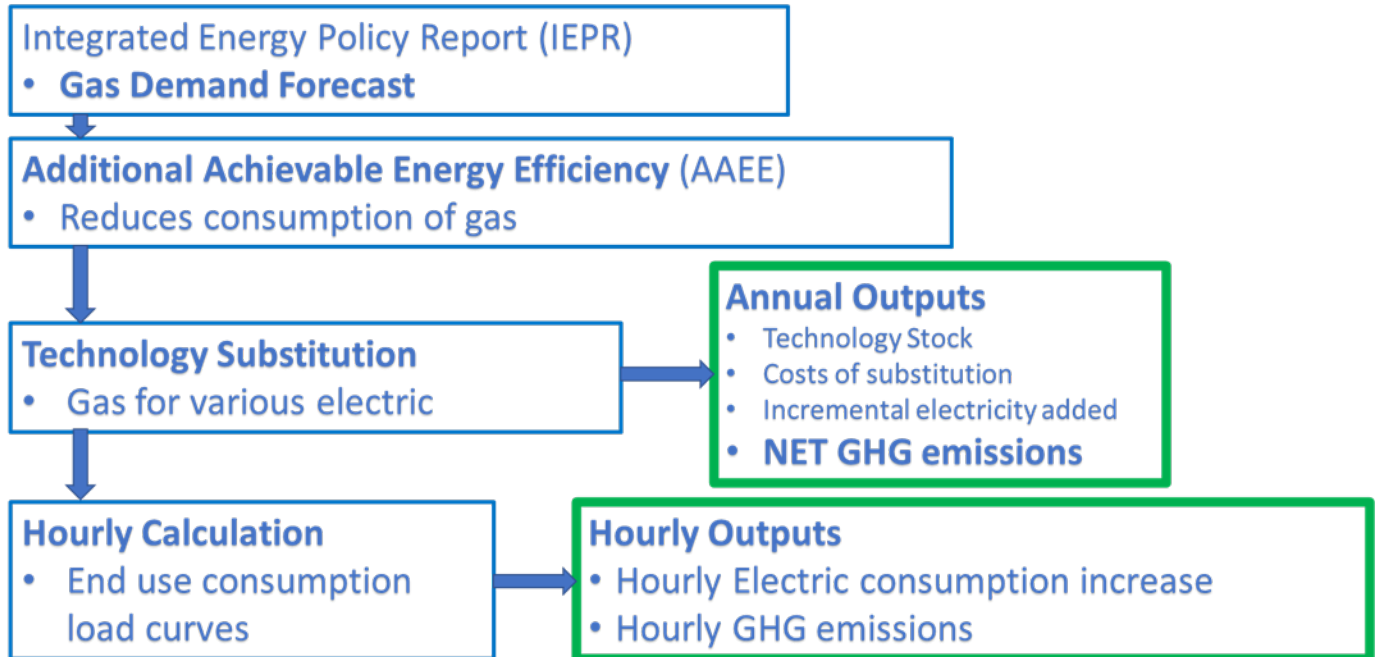 Integrated Energy Policy Report (IEPR)
• Gas Demand Forecast
Additional Achievable Energy Efficiency (AAEE)
• Reduces consumption of gas
Annual Outputs
• Technology Stock
• Costs of substitution
• Incremental electricity added
• NET GHG emissions
Technology Substitution
• Gas for various electric
Hourly Calculation
• End use consumption
load curves
Hourly Outputs
• Hourly Electric consumption increase
• Hourly GHG emissions